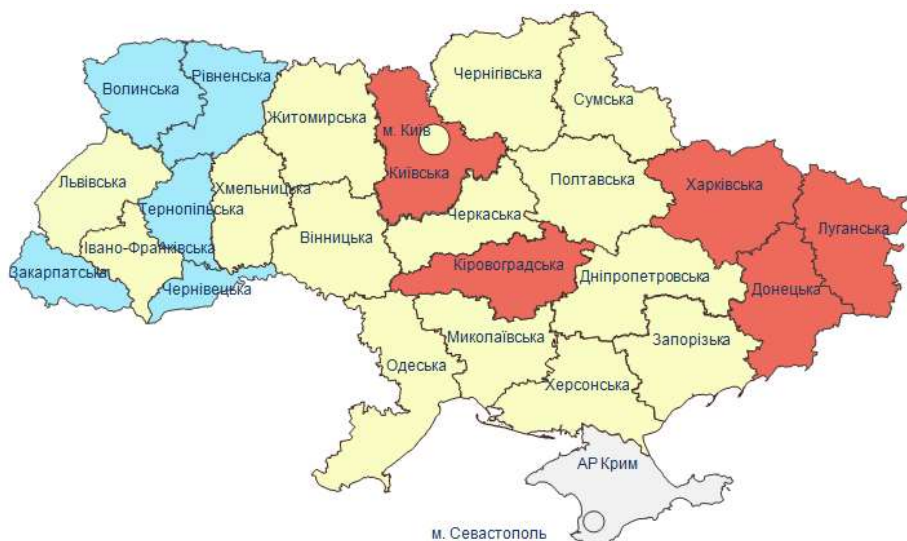 Чернігівська
Рівненська
Волинська
Сумська
Житомирська
м. Київ
Київська
Полтавська
Харківська
Львівська
Хмельницька
Тернопільська
Черкаська
Луганська
Вінницька
Івано-Франківська
Закарпатська
Кіровоградська
Дніпропетровська
Донецька
Чернівецька
Миколаївська
Запорізька
Одеська
Херсонська
АР Крим
м. Севастополь